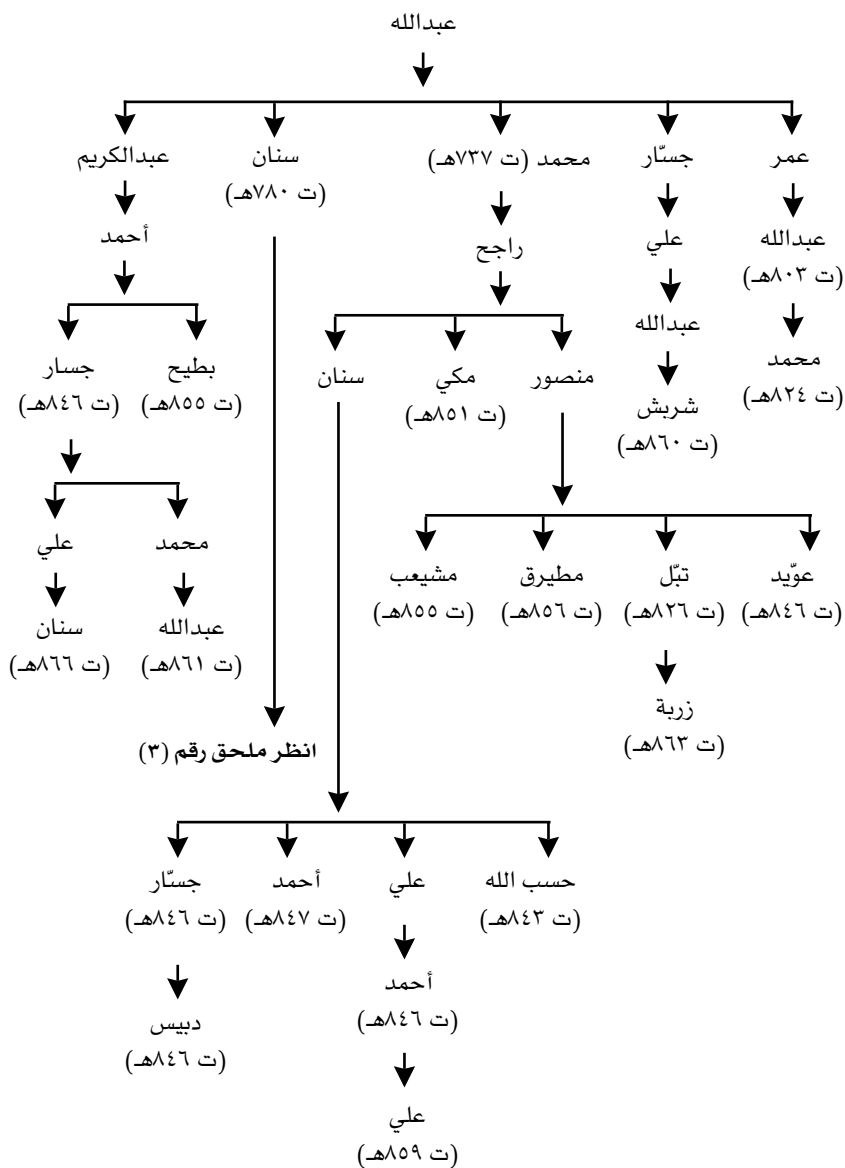 عبدالله
عمر
جسّار
محمد (ت ٧٣٧هـ)
سنان
(ت ٧٨٠هـ)
عبدالكريم
عبدالله
(ت ٨٠٣هـ)
علي
راجح
أحمد
محمد
(ت ٨٢٤هـ)
عبدالله
شربش
(ت ٨٦٠هـ)
منصور
مكي
(ت ٨٥١هـ)
سنان
بطيح
(ت ٨٥٥هـ)
جسار
(ت ٨٤٦هـ)
عوّيد
(ت ٨٤٦هـ)
تبّل
(ت ٨٢٦هـ)
مطيرق
(ت ٨٥٦هـ)
مشيعب
(ت ٨٥٥هـ)
محمد
علي
عبدالله
(ت ٨٦١هـ)
سنان
(ت ٨٦٦هـ)
زربة
(ت ٨٦٣هـ)
انظر ملحق رقم (٣)
حسب الله
(ت ٨٤٣هـ)
علي
أحمد
(ت ٨٤٧هـ)
جسّار
(ت ٨٤٦هـ)
أحمد
(ت ٨٤٦هـ)
دبيس
(ت ٨٤٦هـ)
علي
(ت ٨٥٩هـ)